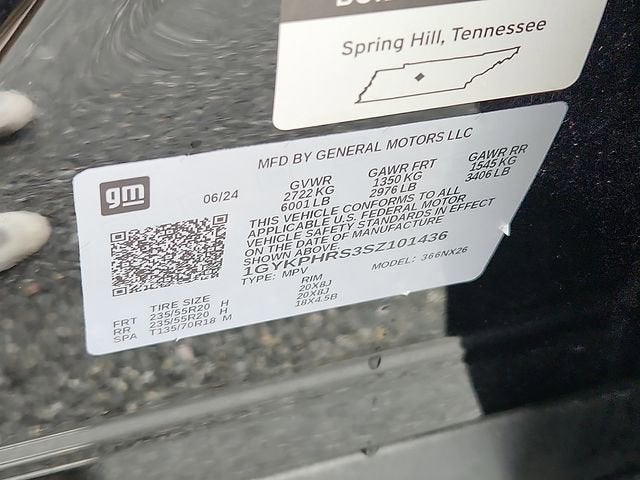 Spring Hill, Tennessee
MFD BY GENERAL MOTORS LLC
gm
06/24
GVWR GAWR FRT GAWR RR
2722 KG 1350 KG 1545 KG
6001 LB 2976 LB 3406 LB
THIS VEHICLE CONFORMS TO ALL
APPLICABLE U.S. FEDERAL MOTOR
VEHICLE SAFETY STANDARDS IN EFFECT
ON THE DATE OF MANUFACTURE
SHOWN ABOVE.
1GYKPHRS3SZ101436
TYPE: MPV MODEL: 366NX26
TIRE SIZE RIM
FRT 235/55R20 H 20X8J
RR 235/55R20 H 20X8J
SPA T135/70R18 M 18X4.5B